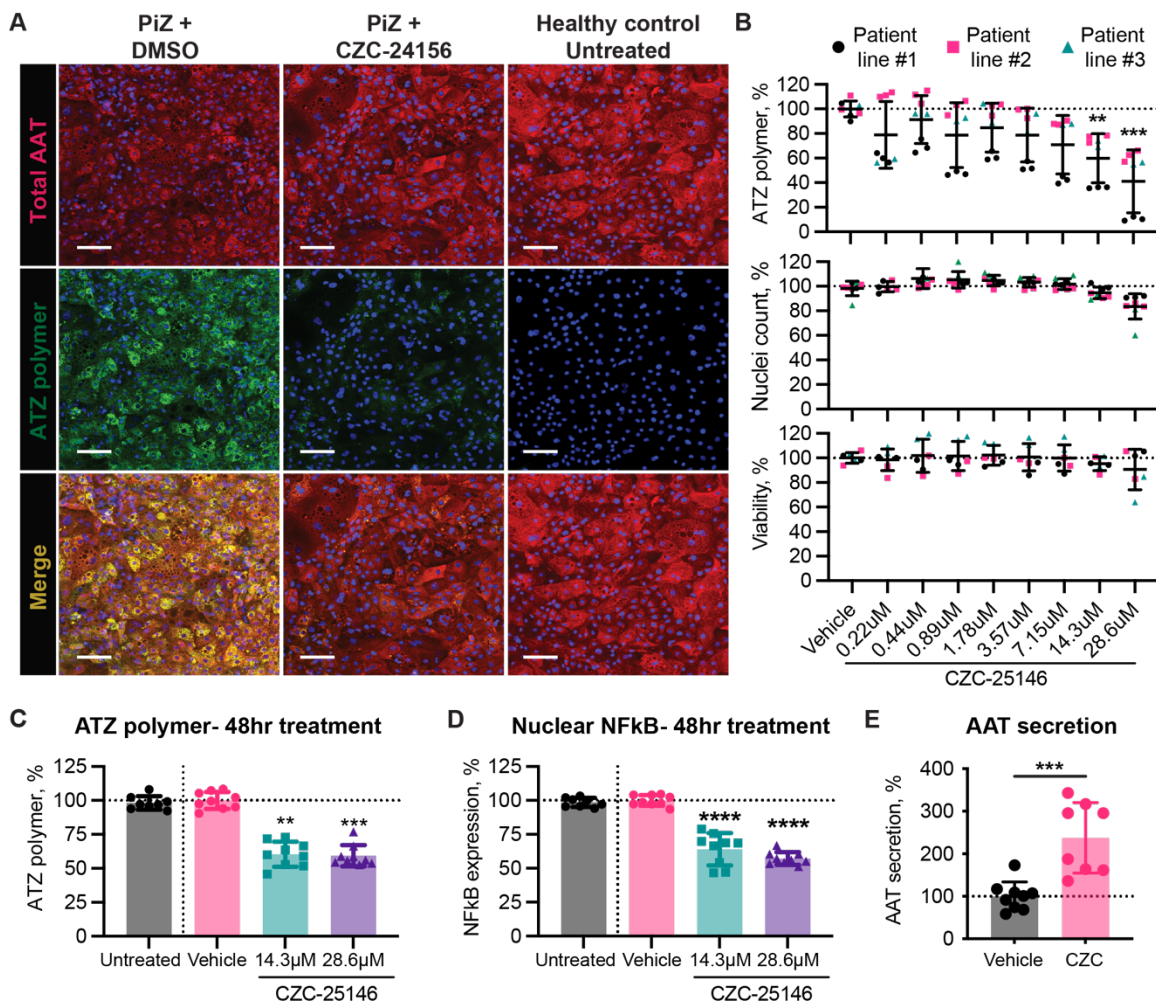 A
PiZ +
DMSO
PiZ +
CZC-24156
Healthy control
Untreated
Total AAT
ATZ polymer
Merge
B
Patient
line #1
Patient
line #2
Patient
line #3
ATZ polymer, %
120
100
80
60
40
20
0
**
***
Nuclei count, %
120
100
80
60
40
20
0
Viability, %
120
100
80
60
40
20
0
Vehicle
0.22uM
0.44uM
0.89uM
1.78uM
3.57uM
7.15uM
14.3uM
28.6uM
CZC-25146
C
ATZ polymer- 48hr treatment
ATZ polymer, %
125
100
75
50
25
0
**
***
Untreated
Vehicle
14.3µM
28.6µM
CZC-25146
D
Nuclear NFkB- 48hr treatment
NFkB expression, %
125
100
75
50
25
0
****
****
Untreated
Vehicle
14.3µM
28.6µM
CZC-25146
E
AAT secretion
AAT secretion, %
400
300
200
100
0
***
Vehicle
CZC